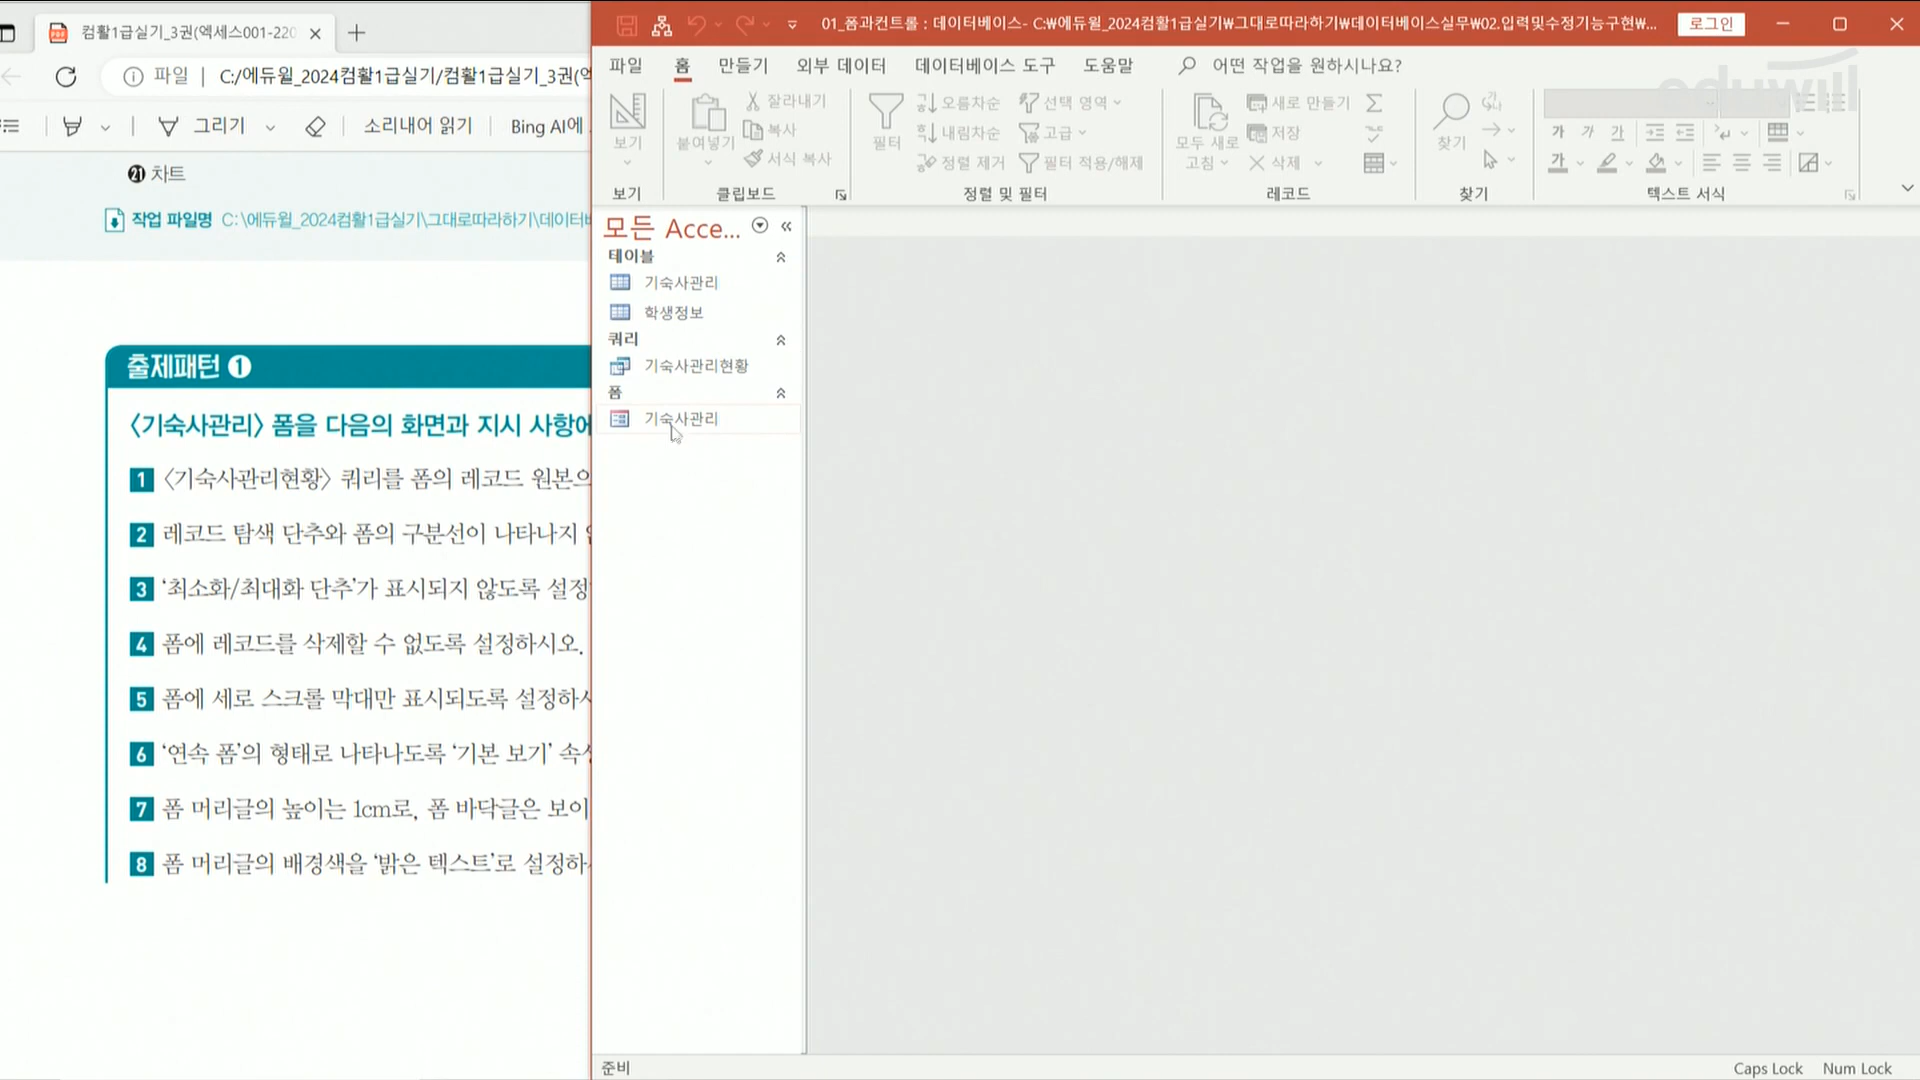 컴활1급실기_3권(엑세스001-220
파일 | C:/에듀윌_2024컴활1급실기/컴활1급실기_3권(엑
그리기
소리내어 읽기
Bing AI에
㉑ 차트
작업 파일명 C:\에듀윌_2024컴활1급실기\그대로따라하기\데이터베
출제패턴 ❶
〈기숙사관리〉 폼을 다음의 화면과 지시 사항에
1 〈기숙사관리현황〉 쿼리를 폼의 레코드 원본으
2 레코드 탐색 단추와 폼의 구분선이 나타나지
3 ‘최소화/최대화 단추’가 표시되지 않도록 설정
4 폼에 레코드를 삭제할 수 없도록 설정하시오.
5 폼에 세로 스크롤 막대만 표시되도록 설정하시
6 ‘연속 폼’의 형태로 나타나도록 ‘기본 보기’ 속성
7 폼 머리글의 높이는 1cm로, 폼 바닥글은 보이
8 폼 머리글의 배경색을 ‘밝은 텍스트’로 설정하
01_폼과컨트롤 : 데이터베이스- C:₩에듀윌_2024컴활1급실기₩그대로따라하기₩데이터베이스실무₩02.입력및수정기능구현₩...
로그인
파일 홈 만들기 외부 데이터 데이터베이스 도구 도움말 어떤 작업을 원하시나요?
eduwill
보기
붙여넣기
잘라내기
복사
서식 복사
필터
오름차순
내림차순
정렬 제거
선택 영역
고급
필터 적용/해제
모두 새로 고침
새로 만들기
저장
삭제
찾기
가 가 가
가
보기 클립보드 정렬 및 필터 레코드 찾기 텍스트 서식
모든 Acce...
테이블
기숙사관리
학생정보
쿼리
기숙사관리현황
폼
기숙사관리
준비
Caps Lock Num Lock